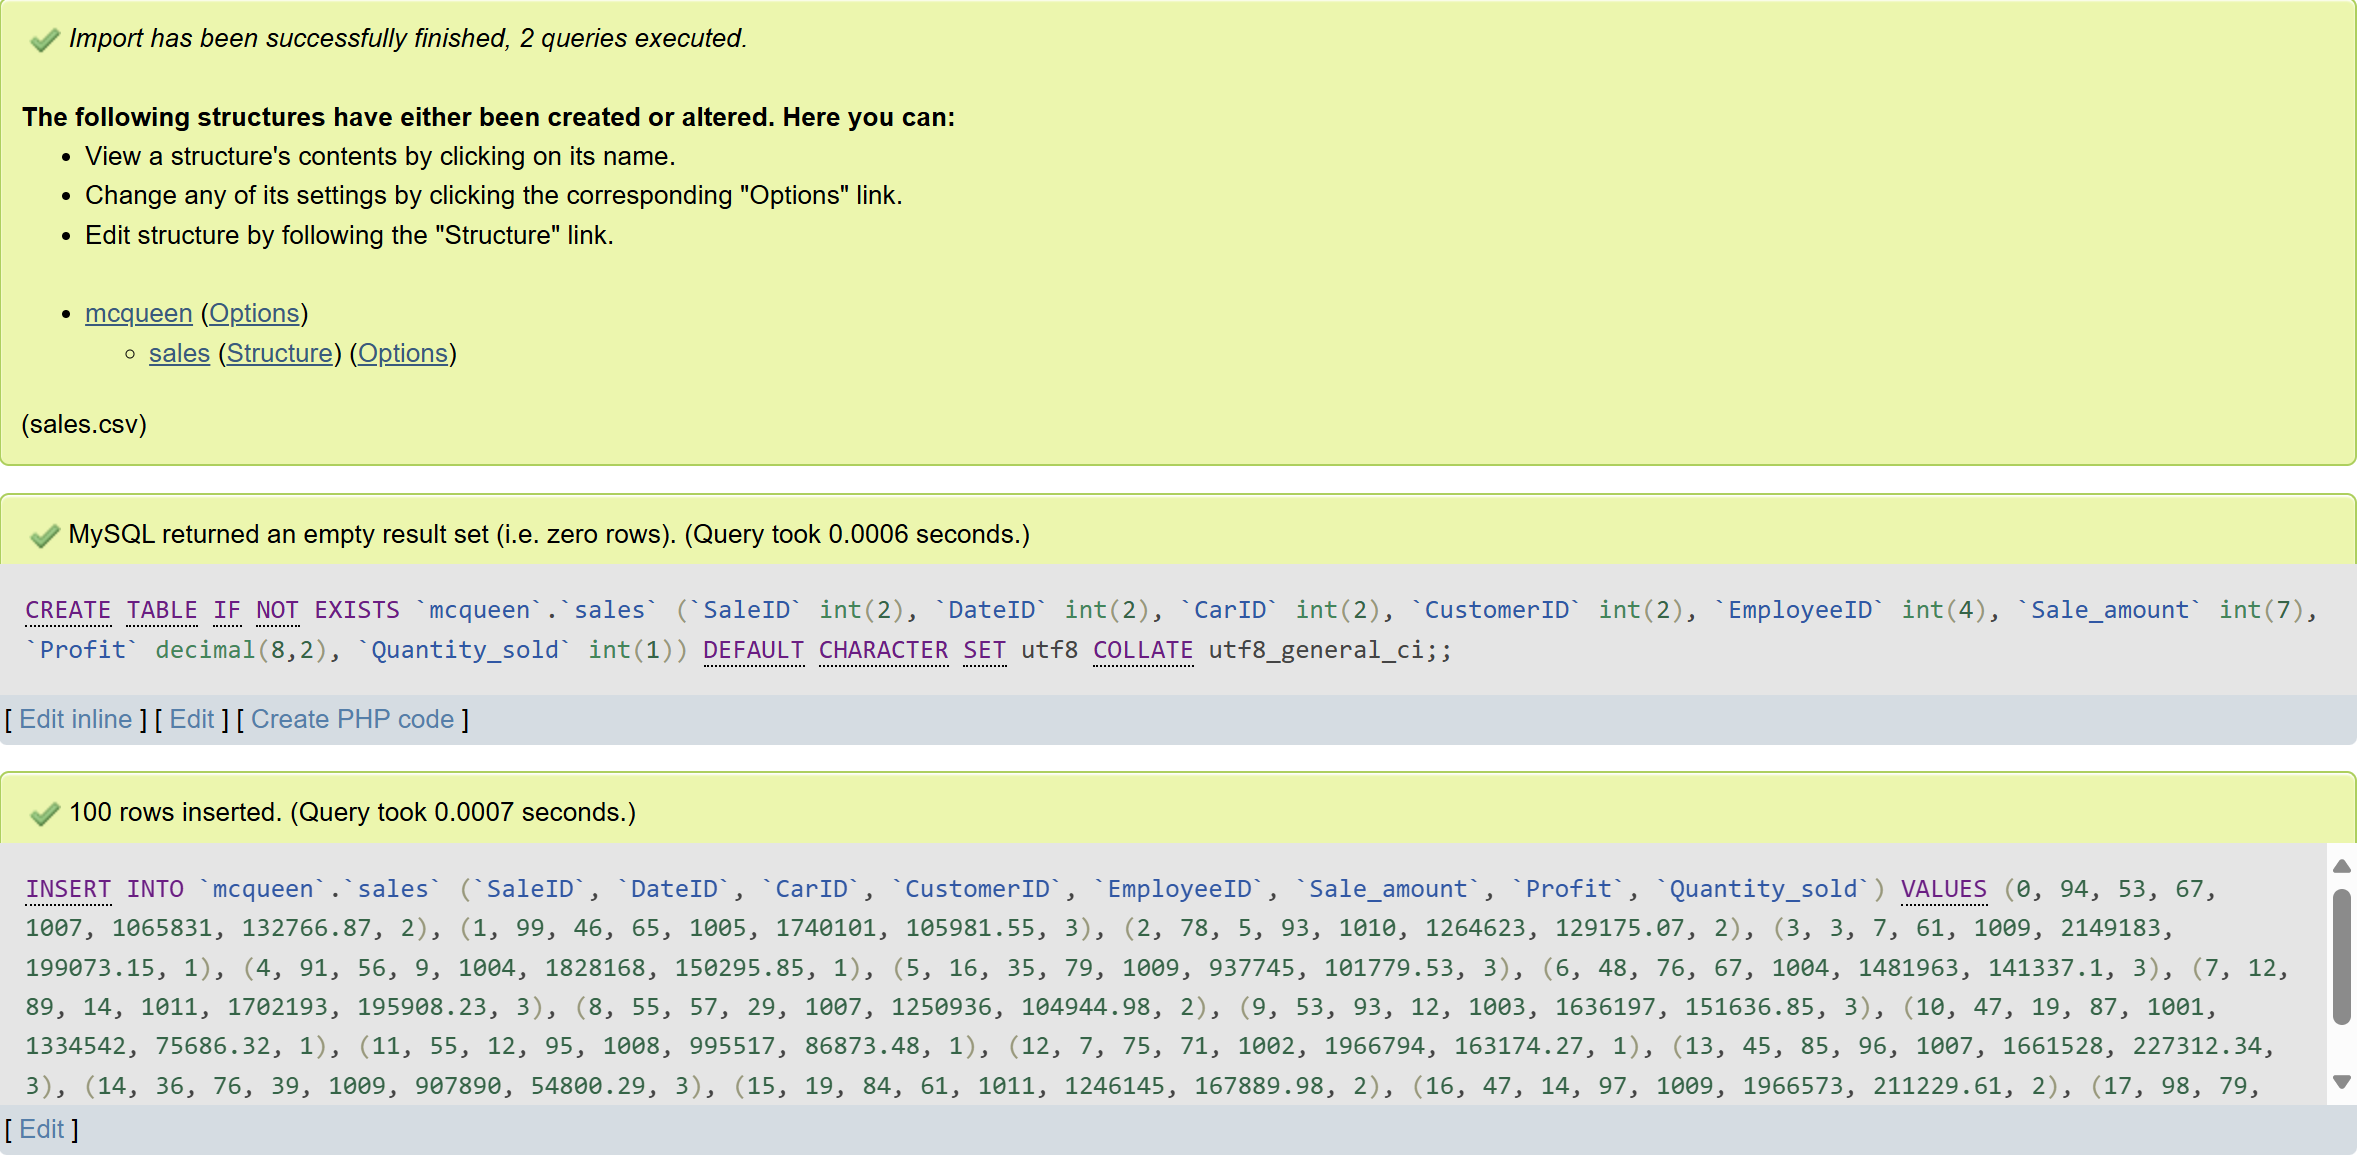 Import has been successfully finished, 2 queries executed.
The following structures have either been created or altered. Here you can:
View a structure's contents by clicking on its name.
Change any of its settings by clicking the corresponding "Options" link.
Edit structure by following the "Structure" link.
mcqueen (Options)
sales (Structure) (Options)
(sales.csv)
MySQL returned an empty result set (i.e. zero rows). (Query took 0.0006 seconds.)
CREATE TABLE IF NOT EXISTS `mcqueen`.`sales` (`SaleID` int(2), `DateID` int(2), `CarID` int(2), `CustomerID` int(2), `EmployeeID` int(4), `Sale_amount` int(7),
`Profit` decimal(8,2), `Quantity_sold` int(1)) DEFAULT CHARACTER SET utf8 COLLATE utf8_general_ci;;
[ Edit inline ] [ Edit ] [ Create PHP code ]
100 rows inserted. (Query took 0.0007 seconds.)
INSERT INTO `mcqueen`.`sales` (`SaleID`, `DateID`, `CarID`, `CustomerID`, `EmployeeID`, `Sale_amount`, `Profit`, `Quantity_sold`) VALUES (0, 94, 53, 67,
1007, 1065831, 132766.87, 2), (1, 99, 46, 65, 1005, 1740101, 105981.55, 3), (2, 78, 5, 93, 1010, 1264623, 129175.07, 2), (3, 3, 7, 61, 1009, 2149183,
199073.15, 1), (4, 91, 56, 9, 1004, 1828168, 150295.85, 1), (5, 16, 35, 79, 1009, 937745, 101779.53, 3), (6, 48, 76, 67, 1004, 1481963, 141337.1, 3), (7, 12,
89, 14, 1011, 1702193, 195908.23, 3), (8, 55, 57, 29, 1007, 1250936, 104944.98, 2), (9, 53, 93, 12, 1003, 1636197, 151636.85, 3), (10, 47, 19, 87, 1001,
1334542, 75686.32, 1), (11, 55, 12, 95, 1008, 995517, 86873.48, 1), (12, 7, 75, 71, 1002, 1966794, 163174.27, 1), (13, 45, 85, 96, 1007, 1661528, 227312.34,
3), (14, 36, 76, 39, 1009, 907890, 54800.29, 3), (15, 19, 84, 61, 1011, 1246145, 167889.98, 2), (16, 47, 14, 97, 1009, 1966573, 211229.61, 2), (17, 98, 79,
[ Edit ]